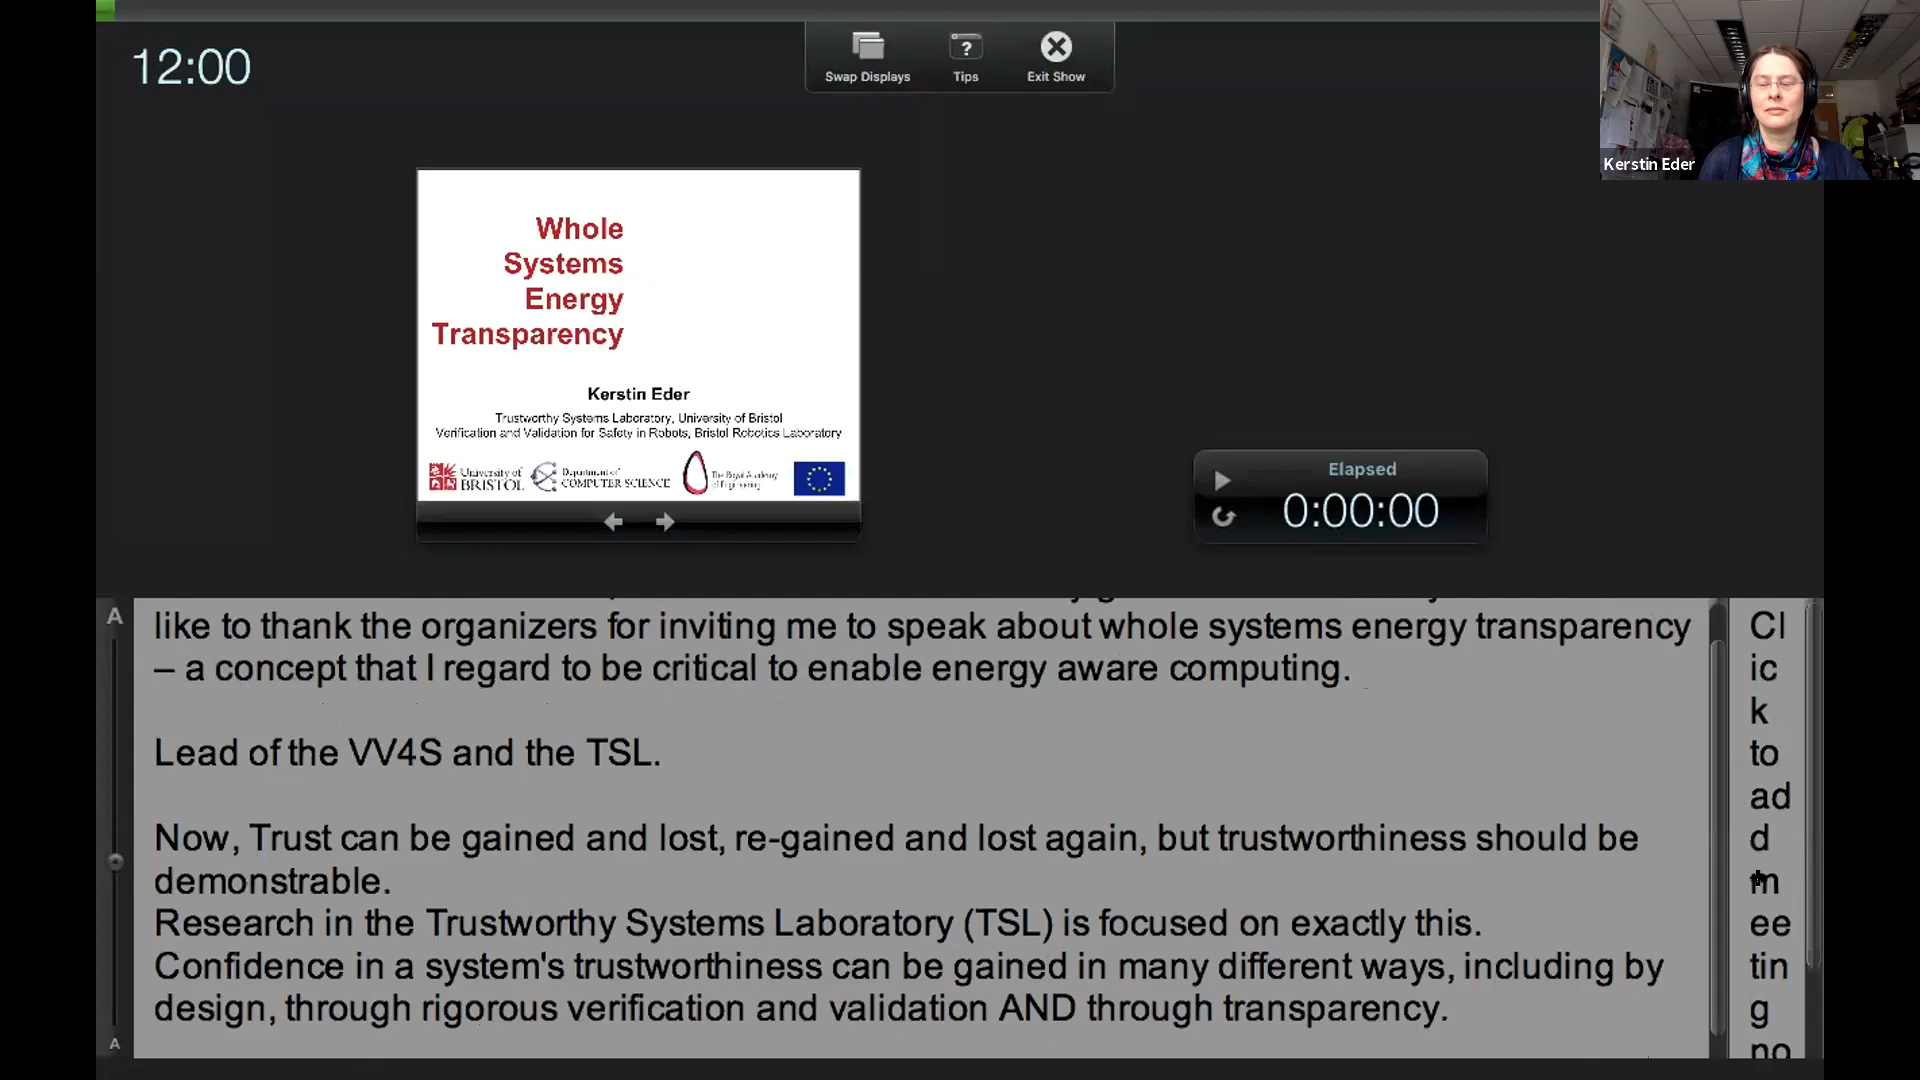 12:00
Swap Displays
Tips
Exit Show
Kerstin Eder
Whole
Systems
Energy
Transparency
Kerstin Eder
Trustworthy Systems Laboratory, University of Bristol
Verification and Validation for Safety in Robots, Bristol Robotics Laboratory
University of
BRISTOL
Department of
COMPUTER SCIENCE
The Royal Academy
of Engineering
Elapsed
0:00:00
A
A
like to thank the organizers for inviting me to speak about whole systems energy transparency
– a concept that I regard to be critical to enable energy aware computing.
Lead of the VV4S and the TSL.
Now, Trust can be gained and lost, re-gained and lost again, but trustworthiness should be
demonstrable.
Research in the Trustworthy Systems Laboratory (TSL) is focused on exactly this.
Confidence in a system's trustworthiness can be gained in many different ways, including by
design, through rigorous verification and validation AND through transparency.
Cl
ic
k
to
ad
d
m
ee
tin
g
no